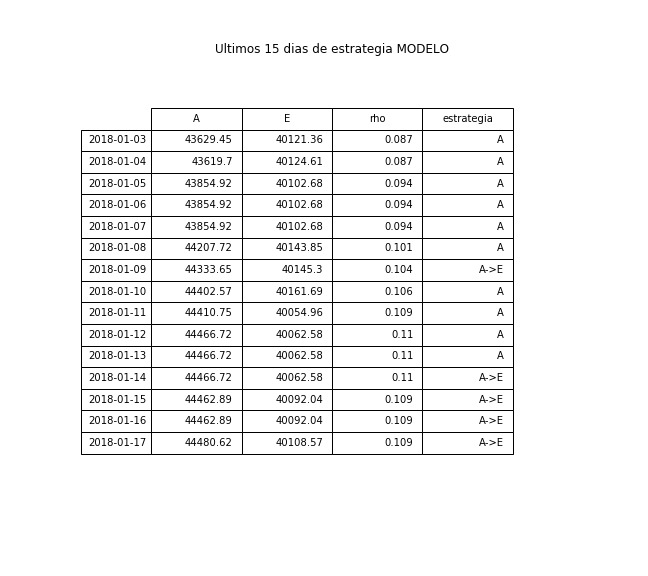 Ultimos 15 dias de estrategia MODELO
A E rho estrategia
2018-01-03 43629.45 40121.36 0.087 A
2018-01-04 43619.7 40124.61 0.087 A
2018-01-05 43854.92 40102.68 0.094 A
2018-01-06 43854.92 40102.68 0.094 A
2018-01-07 43854.92 40102.68 0.094 A
2018-01-08 44207.72 40143.85 0.101 A
2018-01-09 44333.65 40145.3 0.104 A->E
2018-01-10 44402.57 40161.69 0.106 A
2018-01-11 44410.75 40054.96 0.109 A
2018-01-12 44466.72 40062.58 0.11 A
2018-01-13 44466.72 40062.58 0.11 A
2018-01-14 44466.72 40062.58 0.11 A->E
2018-01-15 44462.89 40092.04 0.109 A->E
2018-01-16 44462.89 40092.04 0.109 A->E
2018-01-17 44480.62 40108.57 0.109 A->E